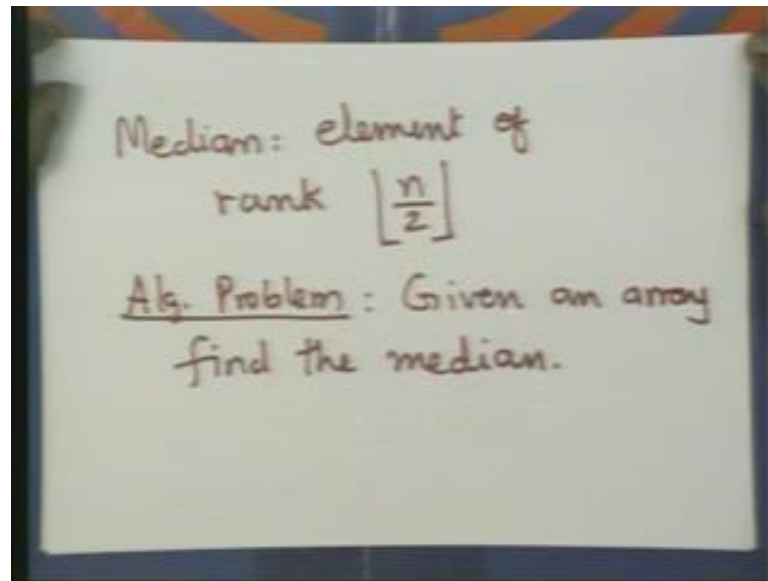 Median: element of
rank ⌊n/2⌋
Alg. Problem: Given an array
find the median.